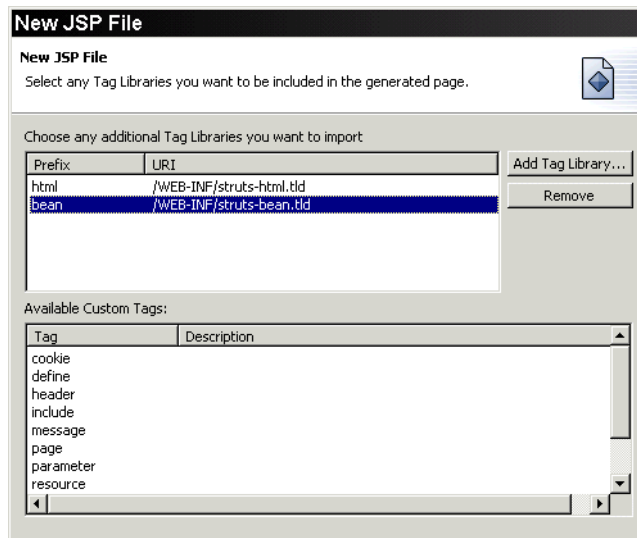 New JSP File
New JSP File
Select any Tag Libraries you want to be included in the generated page.
Choose any additional Tag Libraries you want to import
Prefix URI Add Tag Library...
html /WEB-INF/struts-html.tld
bean /WEB-INF/struts-bean.tld Remove
Available Custom Tags:
Tag Description
cookie
define
header
include
message
page
parameter
resource